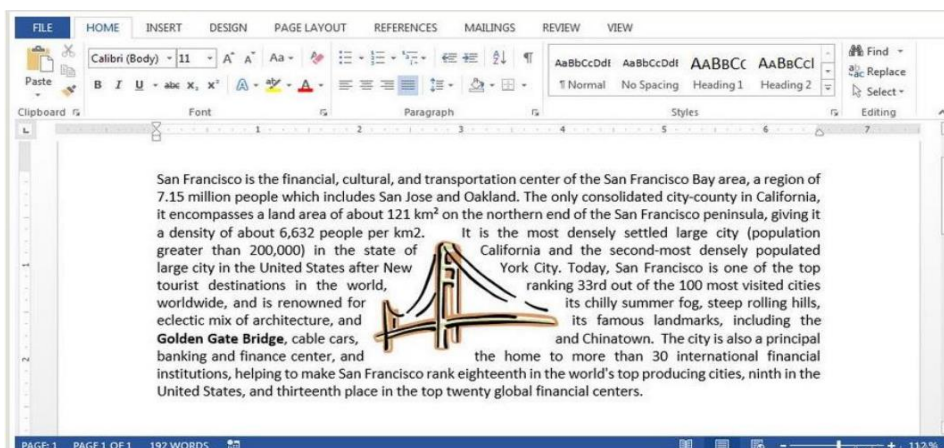 FILE HOME INSERT DESIGN PAGE LAYOUT REFERENCES MAILINGS REVIEW VIEW
Calibri (Body) 11 A A Aa AaBbCcDdI AaBbCcDdI AABBCC AABBCCI Find
Paste B I U abc X₂ X² A A ¶ Normal No Spacing Heading 1 Heading 2 Replace
Select
Clipboard Font Paragraph Styles Editing
1 2 3 4 5 6 7
San Francisco is the financial, cultural, and transportation center of the San Francisco Bay area, a region of
7.15 million people which includes San Jose and Oakland. The only consolidated city-county in California,
it encompasses a land area of about 121 km² on the northern end of the San Francisco peninsula, giving it
a density of about 6,632 people per km2. It is the most densely settled large city (population
greater than 200,000) in the state of California and the second-most densely populated
large city in the United States after New York City. Today, San Francisco is one of the top
tourist destinations in the world, ranking 33rd out of the 100 most visited cities
worldwide, and is renowned for its chilly summer fog, steep rolling hills,
eclectic mix of architecture, and its famous landmarks, including the
Golden Gate Bridge, cable cars, and Chinatown. The city is also a principal
banking and finance center, and the home to more than 30 international financial
institutions, helping to make San Francisco rank eighteenth in the world's top producing cities, ninth in the
United States, and thirteenth place in the top twenty global financial centers.
PAGE: 1 PAGE 1 OF 1 192 WORDS 112%